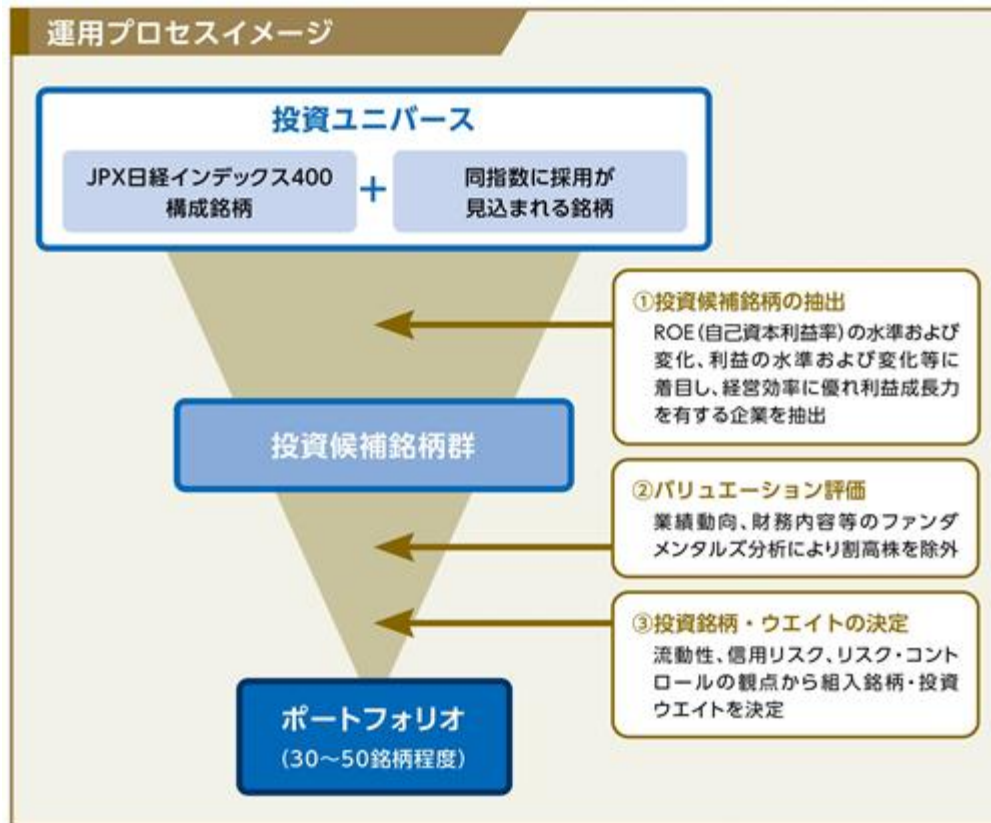 運用プロセスイメージ
投資ユニバース
JPX日経インデックス400
構成銘柄
+
同指数に採用が
見込まれる銘柄
①投資候補銘柄の抽出
ROE(自己資本利益率)の水準および
変化、利益の水準および変化等に
着目し、経営効率に優れ利益成長力
を有する企業を抽出
投資候補銘柄群
②バリュエーション評価
業績動向、財務内容等のファンダ
メンタルズ分析により割高株を除外
③投資銘柄・ウエイトの決定
流動性、信用リスク、リスク・コント
ロールの観点から組入銘柄・投資
ウエイトを決定
ポートフォリオ
(30〜50銘柄程度)